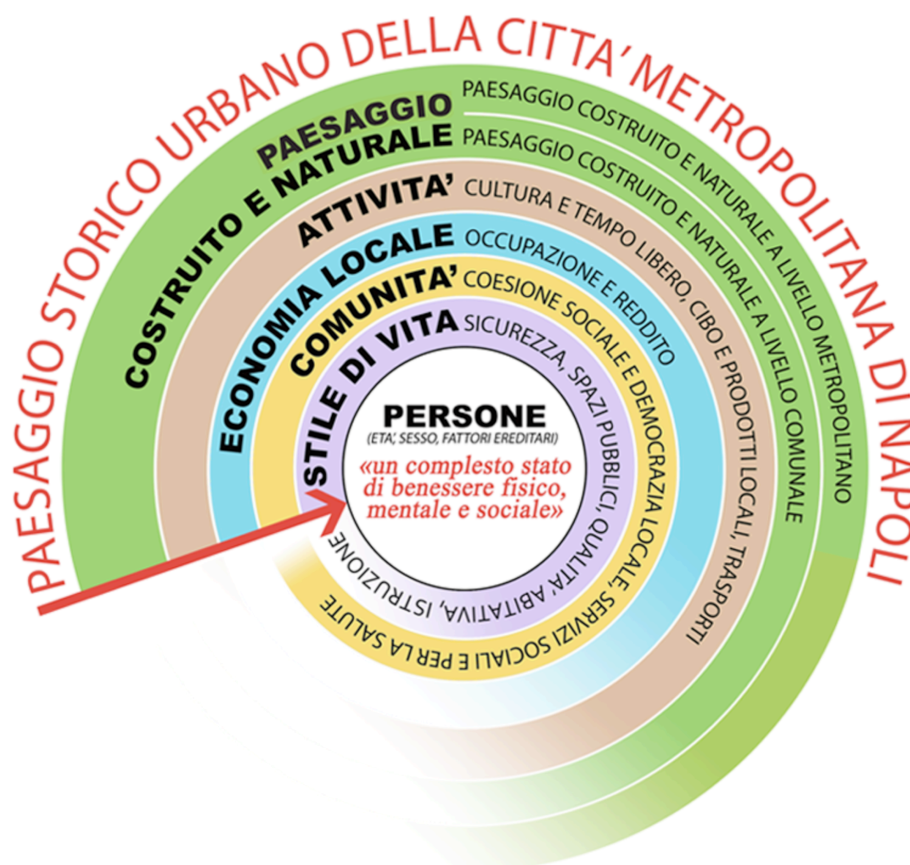 PAESAGGIO STORICO URBANO DELLA CITTA’ METROPOLITANA DI NAPOLI
PAESAGGIO
COSTRUITO E NATURALE
PAESAGGIO COSTRUITO E NATURALE A LIVELLO METROPOLITANO
PAESAGGIO COSTRUITO E NATURALE A LIVELLO COMUNALE
ATTIVITA’
CULTURA E TEMPO LIBERO, CIBO E PRODOTTI LOCALI, TRASPORTI
ECONOMIA LOCALE
OCCUPAZIONE E REDDITO
COMUNITA’
COESIONE SOCIALE E DEMOCRAZIA LOCALE, SERVIZI SOCIALI E PER LA SALUTE
STILE DI VITA
SICUREZZA, SPAZI PUBBLICI, QUALITA’ ABITATIVA, ISTRUZIONE
PERSONE
(ETA’, SESSO, FATTORI EREDITARI)
«un complesto stato
di benessere fisico,
mentale e sociale»